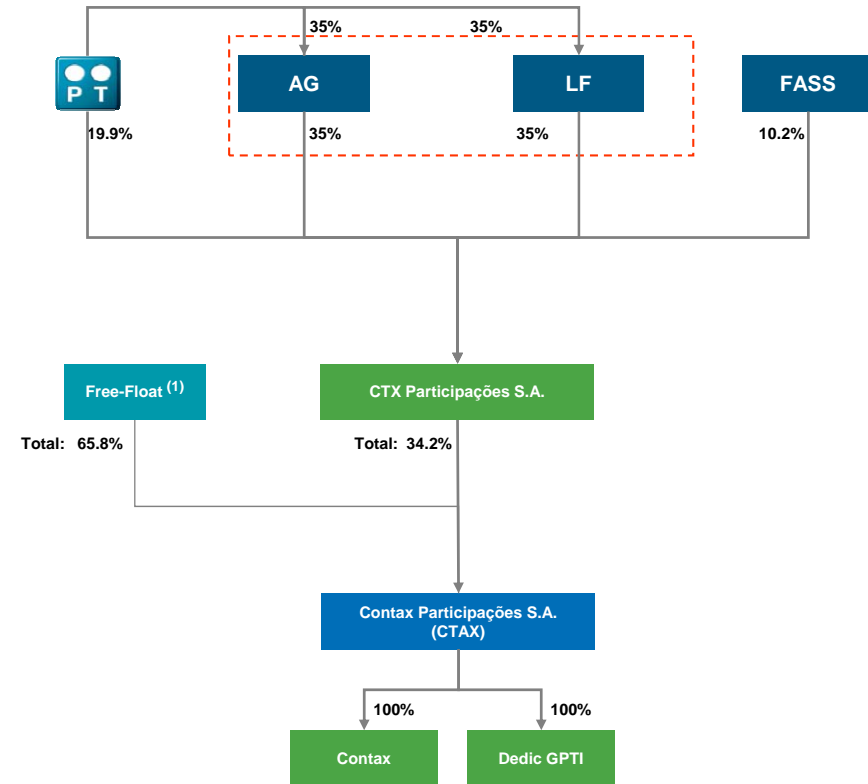 35% 35%
P T
AG
LF
FASS
19.9%
35%
35%
10.2%
Free-Float (1)
CTX Participações S.A.
Total: 65.8%
Total: 34.2%
Contax Participações S.A.
(CTAX)
100%
100%
Contax
Dedic GPTI